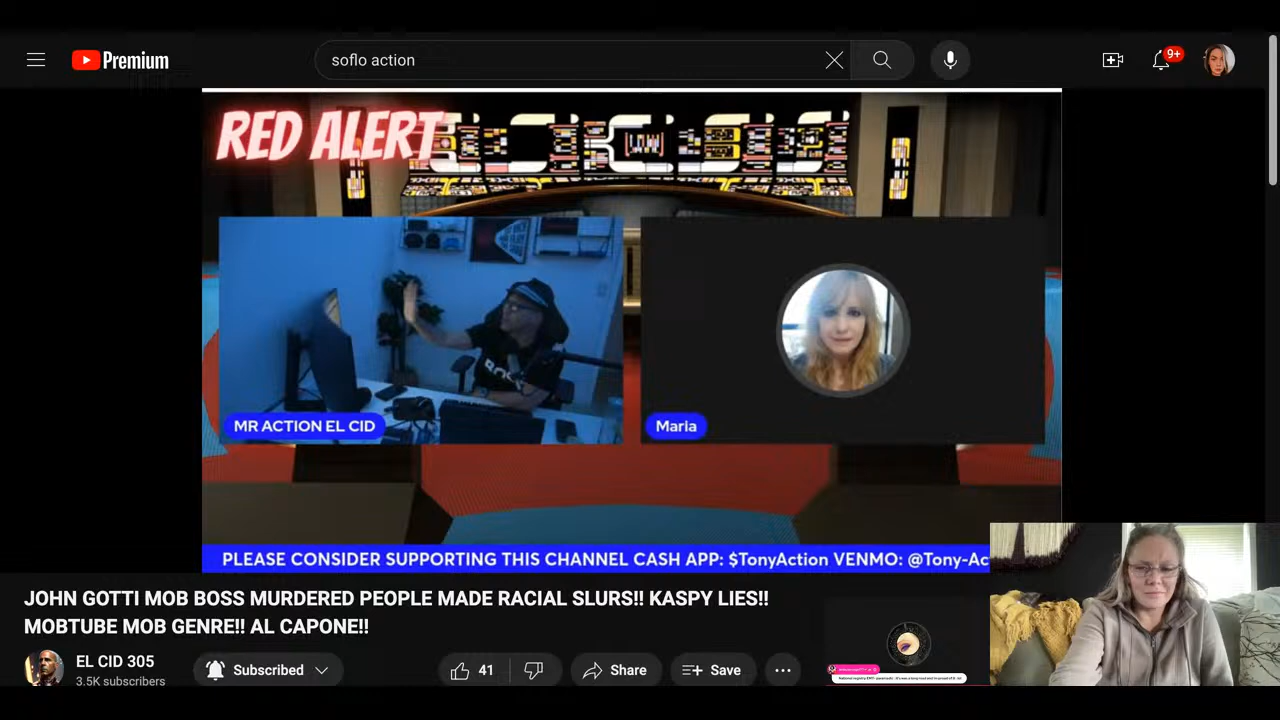 Premium
soflo action
9+
RED ALERT
MR ACTION EL CID
Maria
PLEASE CONSIDER SUPPORTING THIS CHANNEL CASH APP: $TonyAction VENMO: @Tony-Ac
JOHN GOTTI MOB BOSS MURDERED PEOPLE MADE RACIAL SLURS!! KASPY LIES!!
MOBTUBE MOB GENRE!! AL CAPONE!!
EL CID 305
3.5K subscribers
Subscribed
41
Share
Save